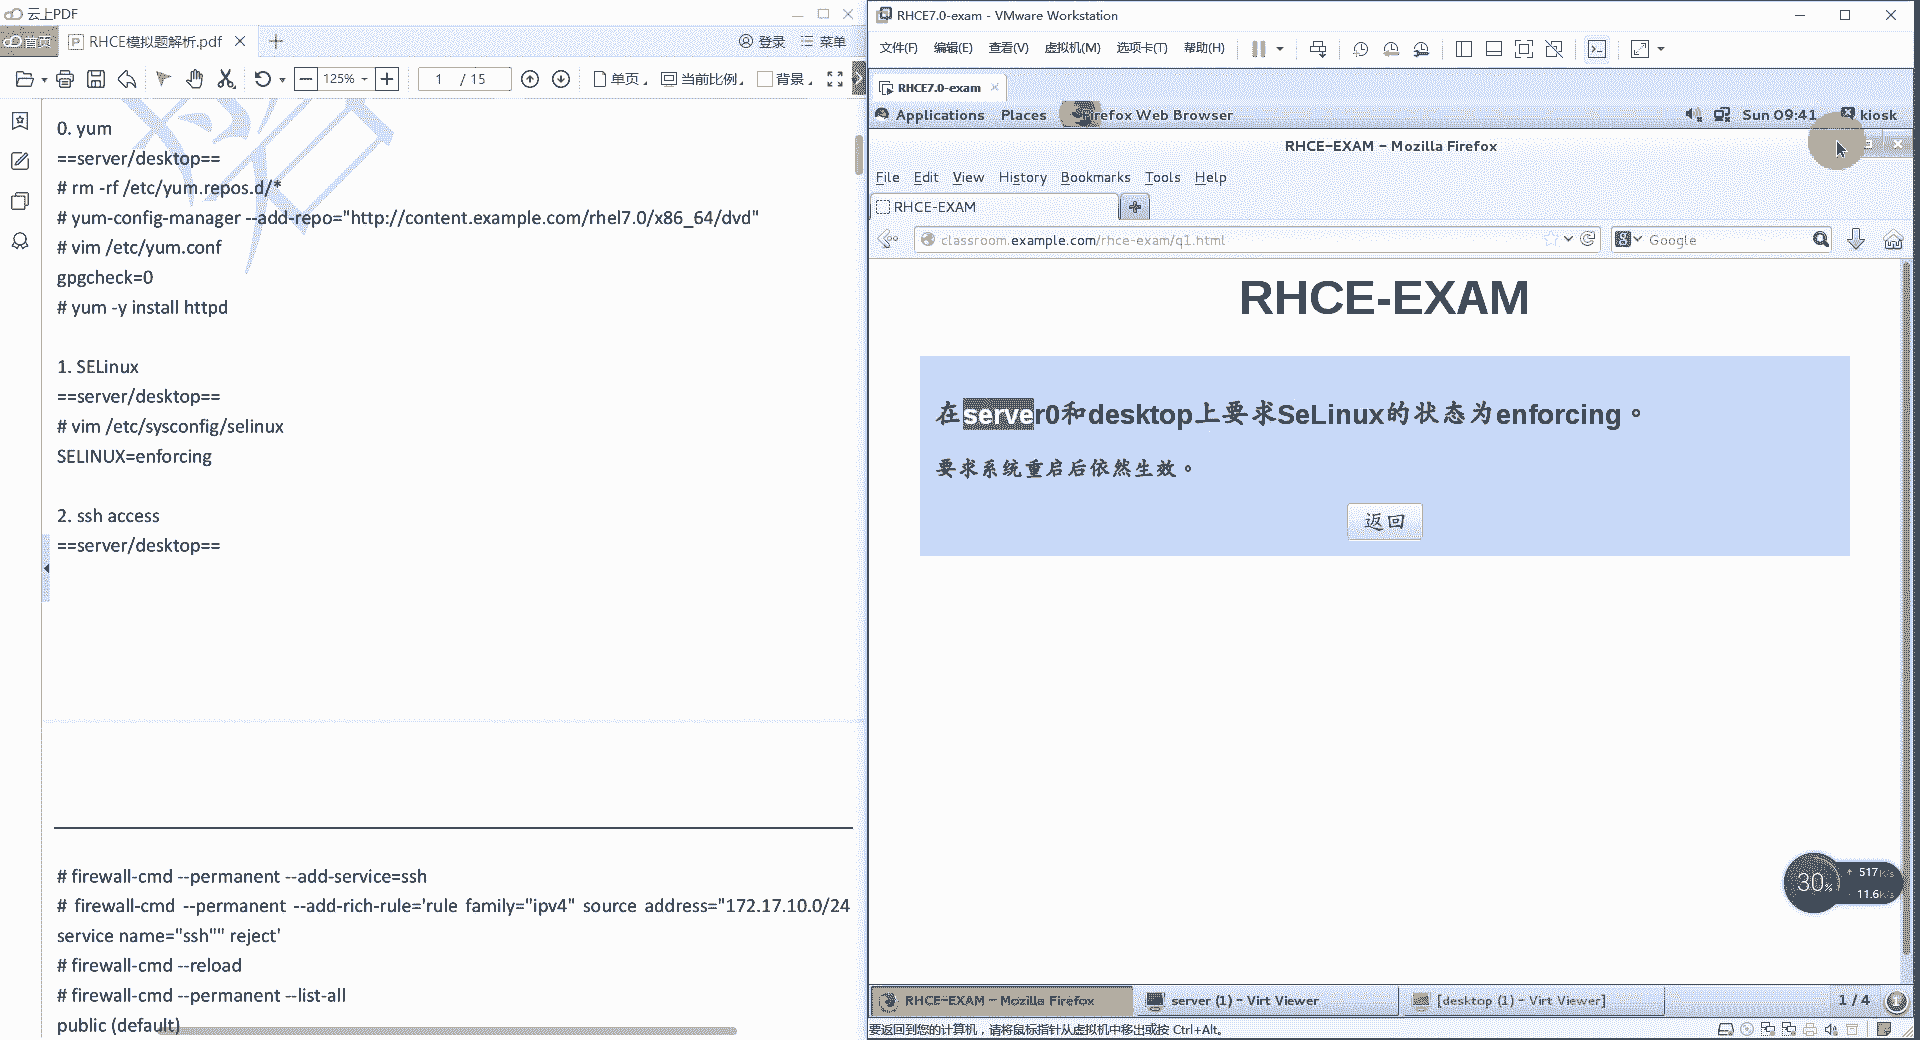 云上PDF
首页
RHCE模拟题解析.pdf
登录
菜单
125%
1 / 15
单页
当前比例
背景
0. yum
==server/desktop==
# rm -rf /etc/yum.repos.d/*
# yum-config-manager --add-repo="http://content.example.com/rhel7.0/x86_64/dvd"
# vim /etc/yum.conf
gpgcheck=0
# yum -y install httpd
1. SELinux
==server/desktop==
# vim /etc/sysconfig/selinux
SELINUX=enforcing
2. ssh access
==server/desktop==
# firewall-cmd --permanent --add-service=ssh
# firewall-cmd --permanent --add-rich-rule='rule family="ipv4" source address="172.17.10.0/24
service name="ssh"" reject'
# firewall-cmd --reload
# firewall-cmd --permanent --list-all
public (default)
RHCE7.0-exam - VMware Workstation
文件(F) 编辑(E) 查看(V) 虚拟机(M) 选项卡(T) 帮助(H)
RHCE7.0-exam
Applications Places Firefox Web Browser
Sun 09:41 kiosk
RHCE-EXAM - Mozilla Firefox
File Edit View History Bookmarks Tools Help
RHCE-EXAM
classroom.example.com/rhce-exam/q1.html
Google
RHCE-EXAM
在server0和desktop上要求SeLinux的状态为enforcing。
要求系统重启后依然生效。
返回
30%
517K/s
11.6K/s
RHCE-EXAM - Mozilla Firefox
server (1) - Virt Viewer
[desktop (1) - Virt Viewer]
1 / 4
要返回到您的计算机，请将鼠标指针从虚拟机中移出或按 Ctrl+Alt。